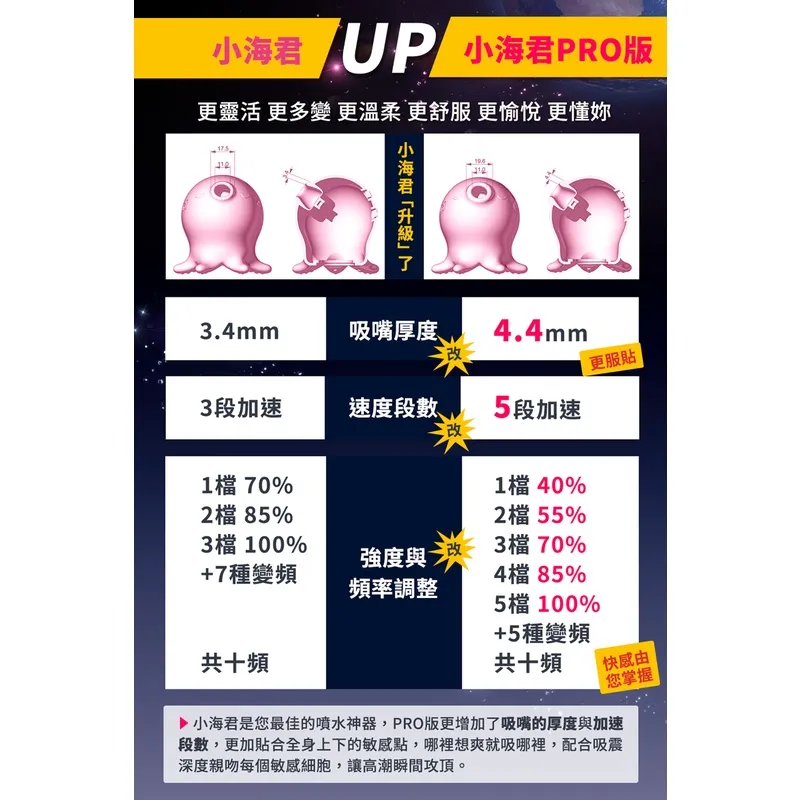 小海君 UP 小海君PRO版
更靈活 更多變 更溫柔 更舒服 更愉悅 更懂妳
17.5
11.0
小海君「升級」了
19.6
11.0
3.4mm 吸嘴厚度 改 4.4mm
更服貼
3段加速 速度段數 改 5段加速
1檔 70%
2檔 85%
3檔 100%
+7種變頻
共十頻
強度與
頻率調整
改
1檔 40%
2檔 55%
3檔 70%
4檔 85%
5檔 100%
+5種變頻
共十頻
快感由
您掌握
▶小海君是您最佳的噴水神器，PRO版更增加了吸嘴的厚度與加速
段數，更加貼合全身上下的敏感點，哪裡想爽就吸哪裡，配合吸震
深度親吻每個敏感細胞，讓高潮瞬間攻頂。